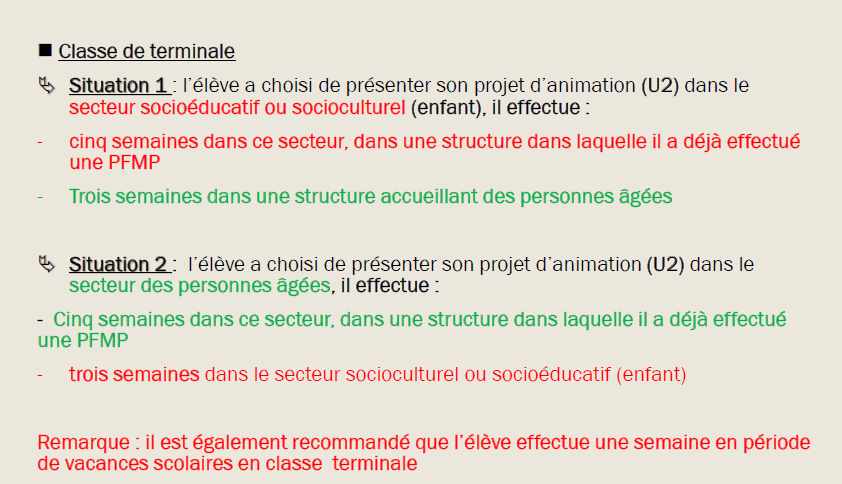 ■ Classe de terminale
Situation 1 : l'élève a choisi de présenter son projet d'animation (U2) dans le
secteur socioéducatif ou socioculturel (enfant), il effectue :
- cinq semaines dans ce secteur, dans une structure dans laquelle il a déjà effectué
une PFMP
- Trois semaines dans une structure accueillant des personnes âgées
Situation 2 : l'élève a choisi de présenter son projet d'animation (U2) dans le
secteur des personnes âgées, il effectue :
- Cinq semaines dans ce secteur, dans une structure dans laquelle il a déjà effectué
une PFMP
- trois semaines dans le secteur socioculturel ou socioéducatif (enfant)
Remarque : il est également recommandé que l'élève effectue une semaine en période
de vacances scolaires en classe terminale